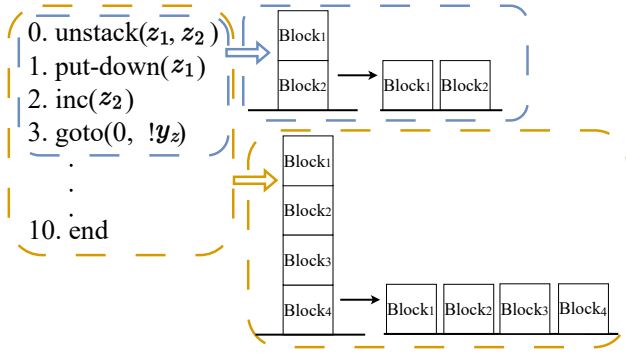 0. unstack(z₁, z₂)
1. put-down(z₁)
2. inc(z₂)
3. goto(0, !y_z)
.
.
.
10. end
Block₁
Block₂
Block₁ Block₂
Block₁
Block₂
Block₃
Block₄
Block₁ Block₂ Block₃ Block₄